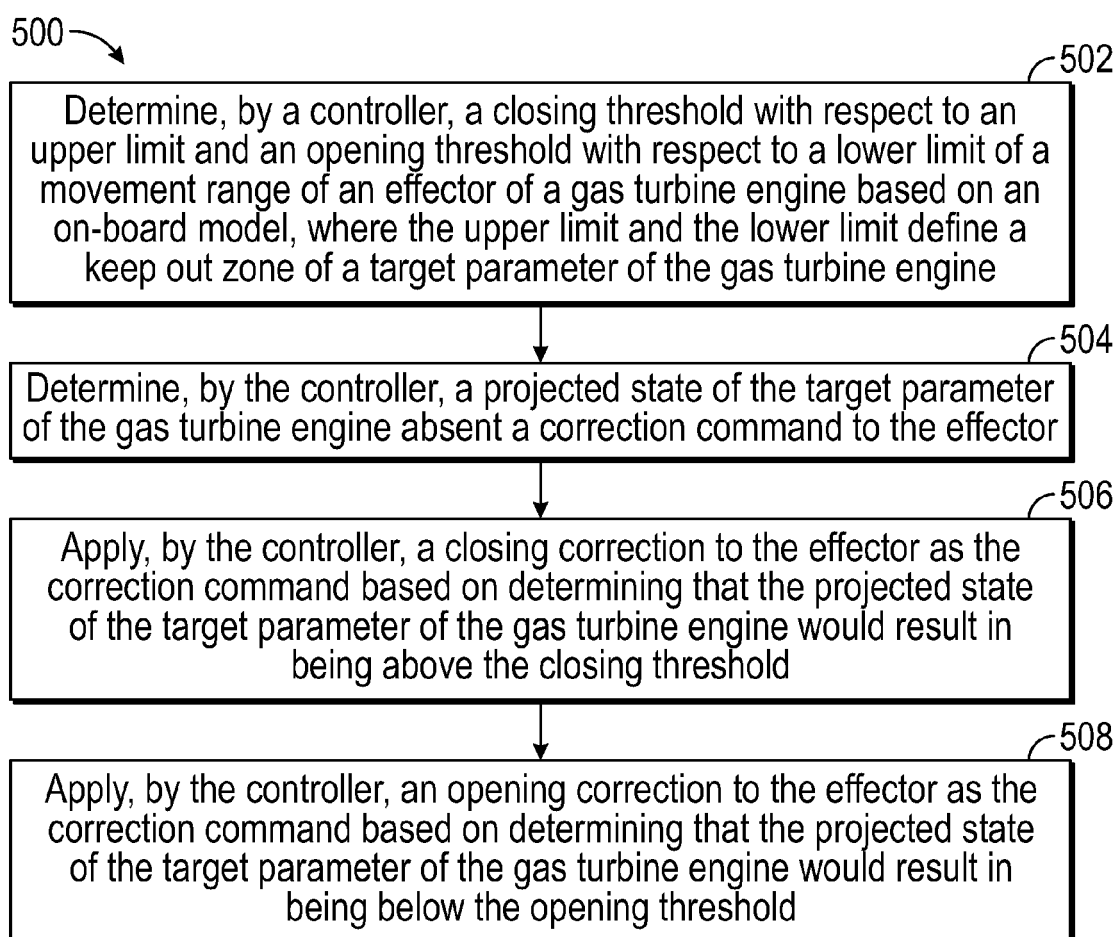 500
502
Determine, by a controller, a closing threshold with respect to an
upper limit and an opening threshold with respect to a lower limit of a
movement range of an effector of a gas turbine engine based on an
on-board model, where the upper limit and the lower limit define a
keep out zone of a target parameter of the gas turbine engine
504
Determine, by the controller, a projected state of the target parameter
of the gas turbine engine absent a correction command to the effector
506
Apply, by the controller, a closing correction to the effector as the
correction command based on determining that the projected state
of the target parameter of the gas turbine engine would result in
being above the closing threshold
508
Apply, by the controller, an opening correction to the effector as the
correction command based on determining that the projected state
of the target parameter of the gas turbine engine would result in
being below the opening threshold